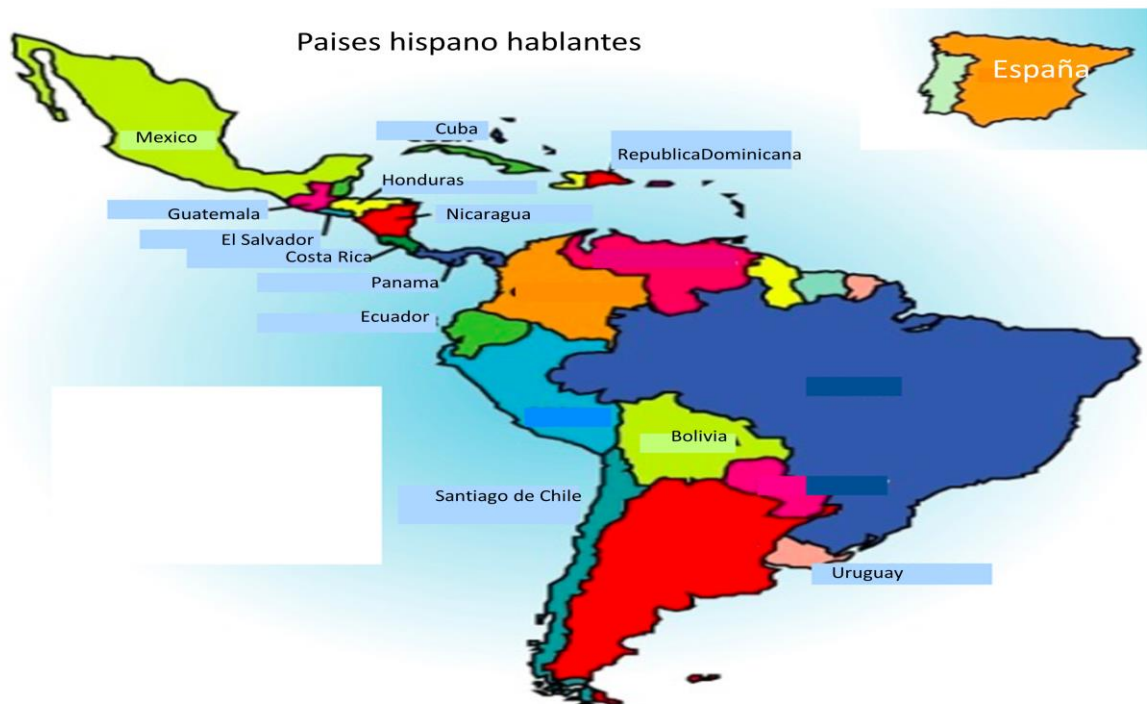 Paises hispano hablantes
España
Mexico
Cuba
RepublicaDominicana
Honduras
Guatemala
Nicaragua
El Salvador
Costa Rica
Panama
Ecuador
Bolivia
Santiago de Chile
Uruguay